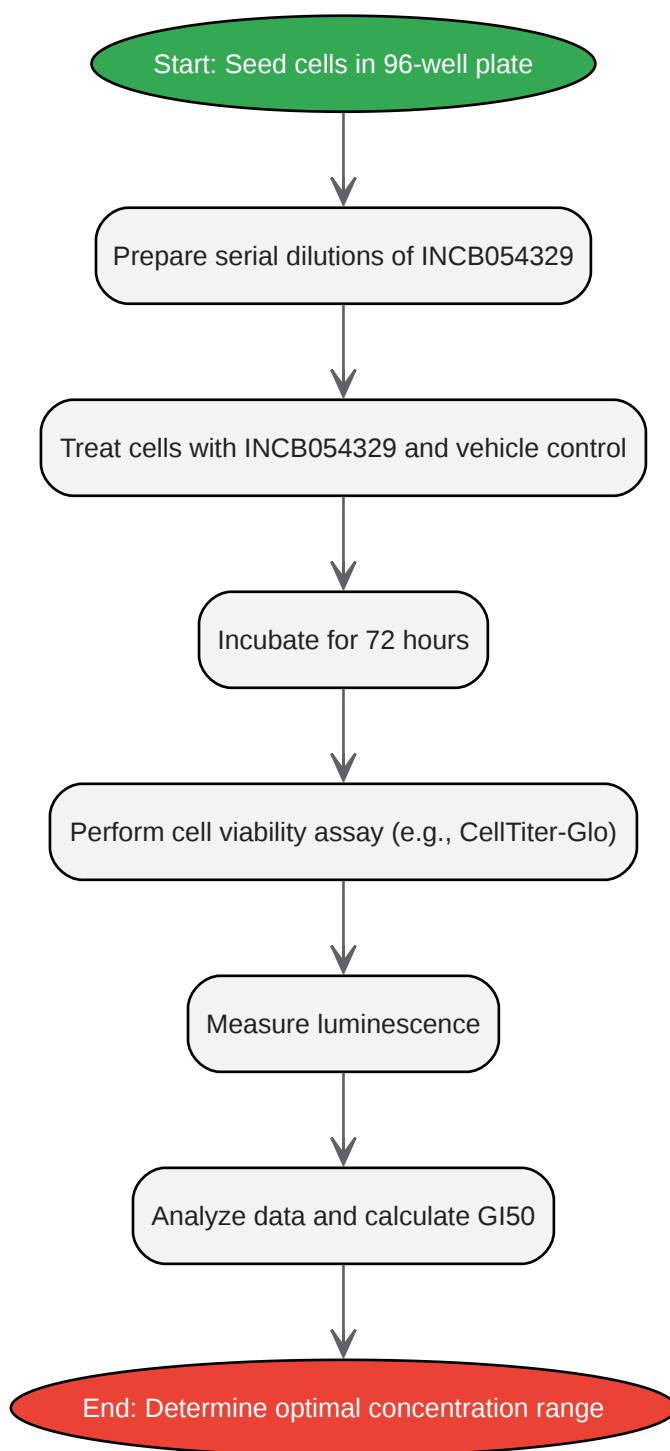 Start: Seed cells in 96-well plate
Prepare serial dilutions of INCB054329
Treat cells with INCB054329 and vehicle control
Incubate for 72 hours
Perform cell viability assay (e.g., CellTiter-Glo)
Measure luminescence
Analyze data and calculate GI50
End: Determine optimal concentration range